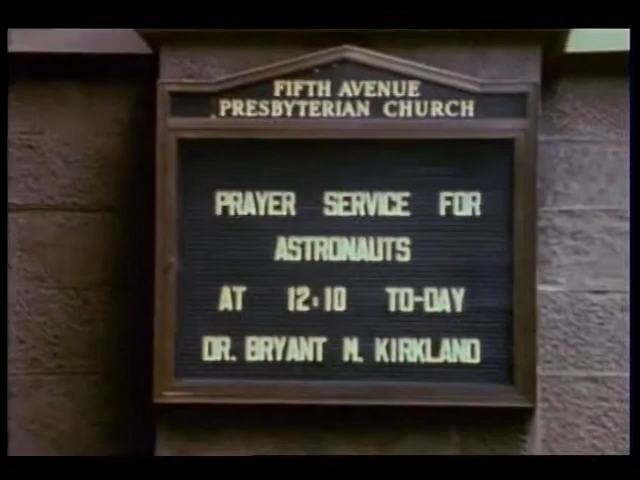 FIFTH AVENUE
PRESBYTERIAN CHURCH
PRAYER SERVICE FOR
ASTRONAUTS
AT 12:10 TO-DAY
DR. BRYANT M. KIRKLAND